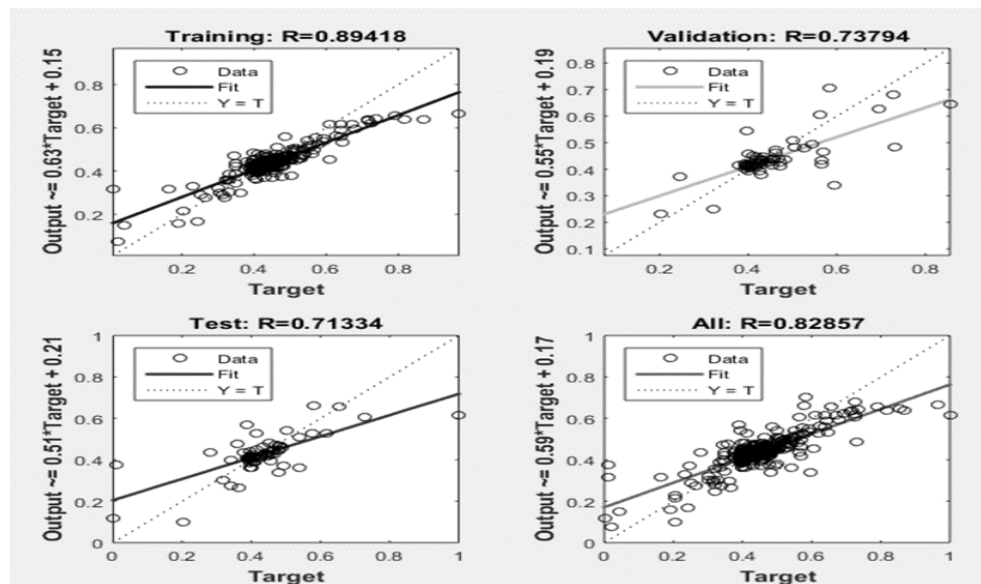 Training: R=0.89418
Output ~= 0.63*Target + 0.15
Data
Fit
Y = T
0.8
0.6
0.4
0.2
0.2 0.4 0.6 0.8
Target
Validation: R=0.73794
Output ~= 0.55*Target + 0.19
Data
Fit
Y = T
0.8
0.7
0.6
0.5
0.4
0.3
0.2
0.1
0.2 0.4 0.6 0.8
Target
Test: R=0.71334
Output ~= 0.51*Target + 0.21
Data
Fit
Y = T
1
0.8
0.6
0.4
0.2
0
0 0.2 0.4 0.6 0.8 1
Target
All: R=0.82857
Output ~= 0.59*Target + 0.17
Data
Fit
Y = T
1
0.8
0.6
0.4
0.2
0
0 0.2 0.4 0.6 0.8 1
Target